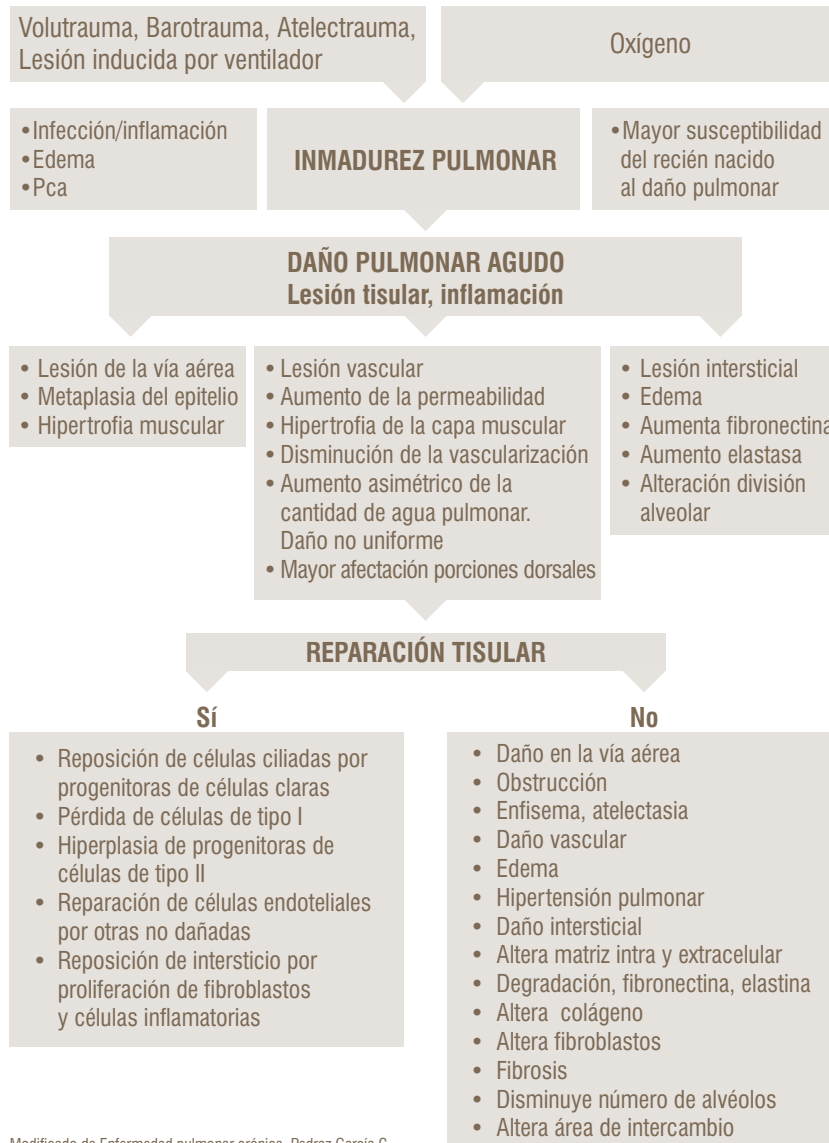 Volutrauma, Barotrauma, Atelectrauma,
Lesión inducida por ventilador
Oxígeno
•Infección/inflamación
•Edema
•Pca
INMADUREZ PULMONAR
•Mayor susceptibilidad
del recién nacido
al daño pulmonar
DAÑO PULMONAR AGUDO
Lesión tisular, inflamación
• Lesión de la vía aérea
• Metaplasia del epitelio
• Hipertrofia muscular
• Lesión vascular
• Aumento de la permeabilidad
• Hipertrofia de la capa muscular
• Disminución de la vascularización
• Aumento asimétrico de la
cantidad de agua pulmonar.
Daño no uniforme
• Mayor afectación porciones dorsales
• Lesión intersticial
• Edema
• Aumenta fibronectina
• Aumento elastasa
• Alteración división
alveolar
REPARACIÓN TISULAR
Sí
• Reposición de células ciliadas por
progenitoras de células claras
• Pérdida de células de tipo I
• Hiperplasia de progenitoras de
células de tipo II
• Reparación de células endoteliales
por otras no dañadas
• Reposición de intersticio por
proliferación de fibroblastos
y células inflamatorias
No
• Daño en la vía aérea
• Obstrucción
• Enfisema, atelectasia
• Daño vascular
• Edema
• Hipertensión pulmonar
• Daño intersticial
• Altera matriz intra y extracelular
• Degradación, fibronectina, elastina
• Altera colágeno
• Altera fibroblastos
• Fibrosis
• Disminuye número de alvéolos
• Altera área de intercambio
Modificado de Enfermedad pulmonar crónica. Pedraz García C.